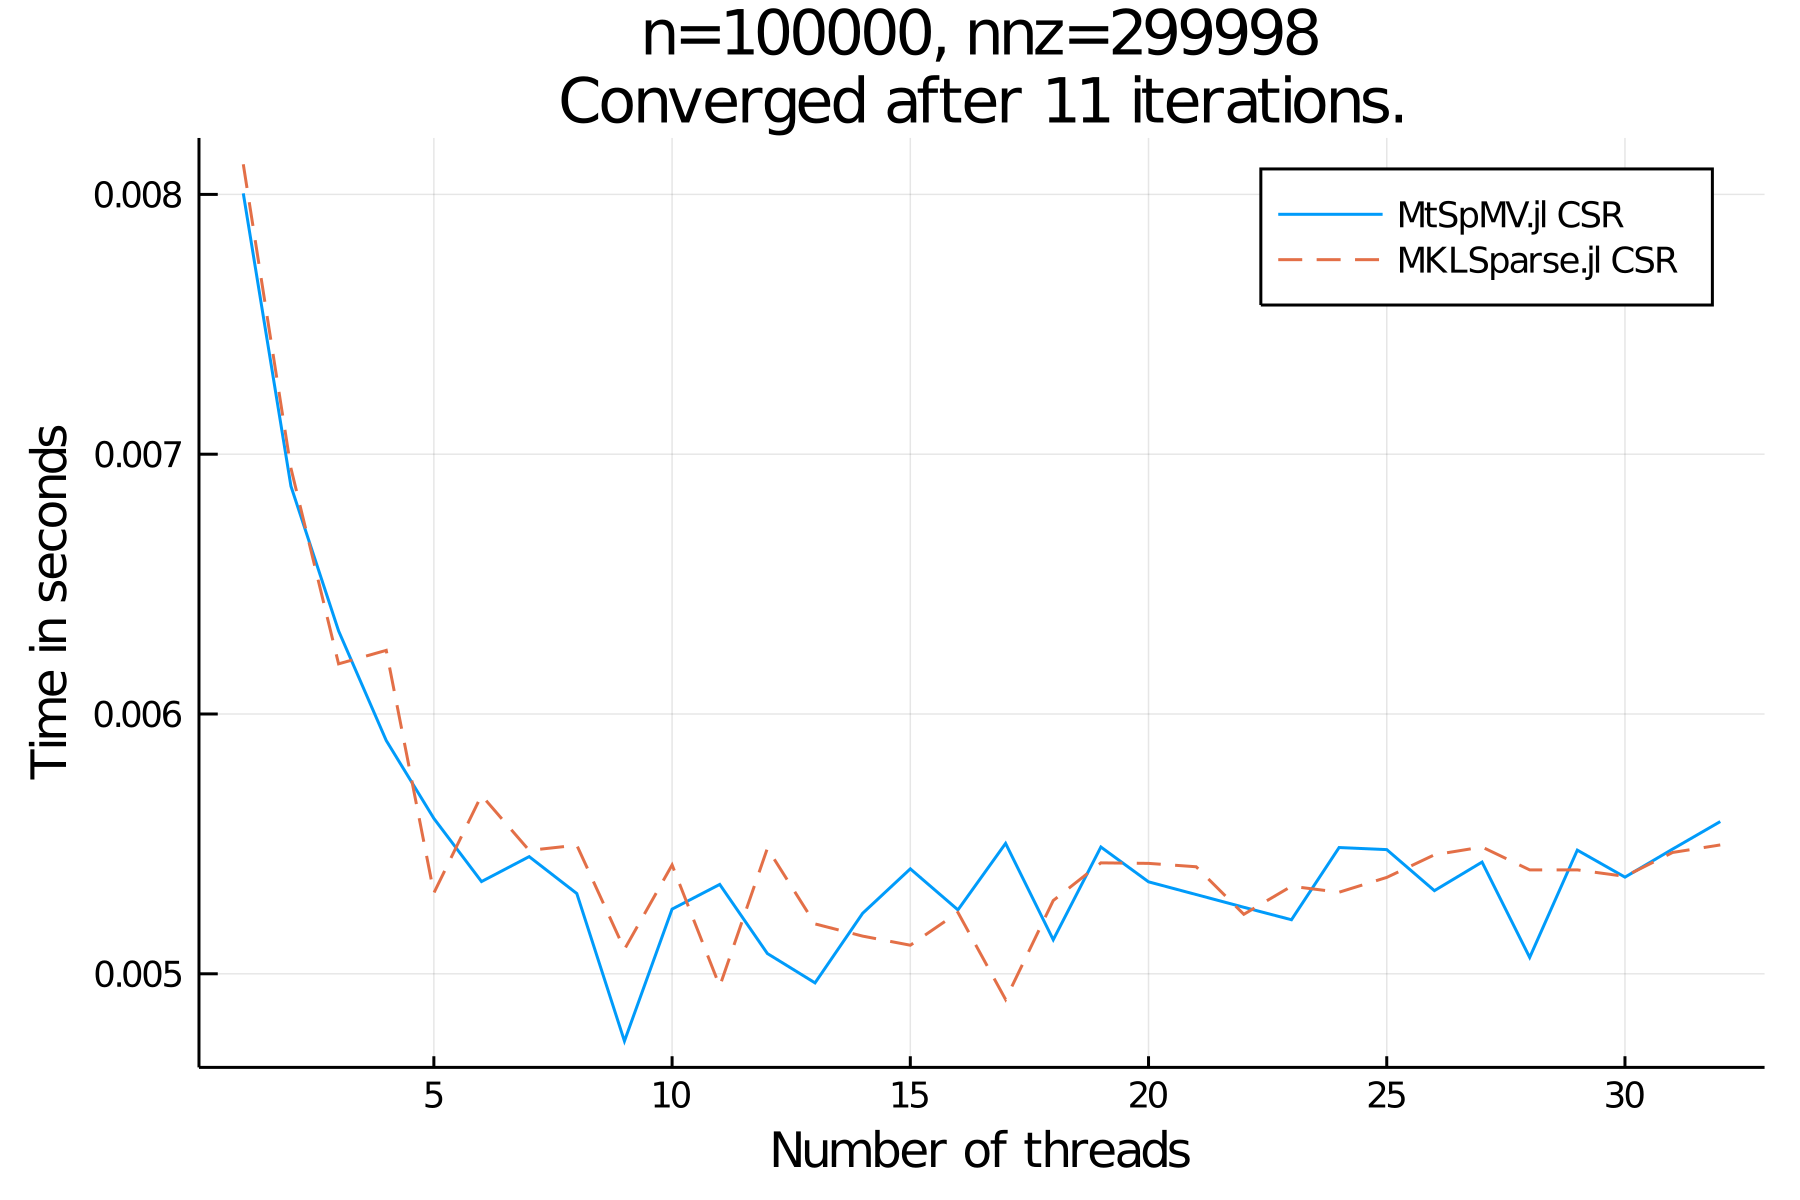 n=100000, nnz=299998
Converged after 11 iterations.
MtSpMV.jl CSR
MKLSparse.jl CSR
Time in seconds
0.008
0.007
0.006
0.005
5 10 15 20 25 30
Number of threads